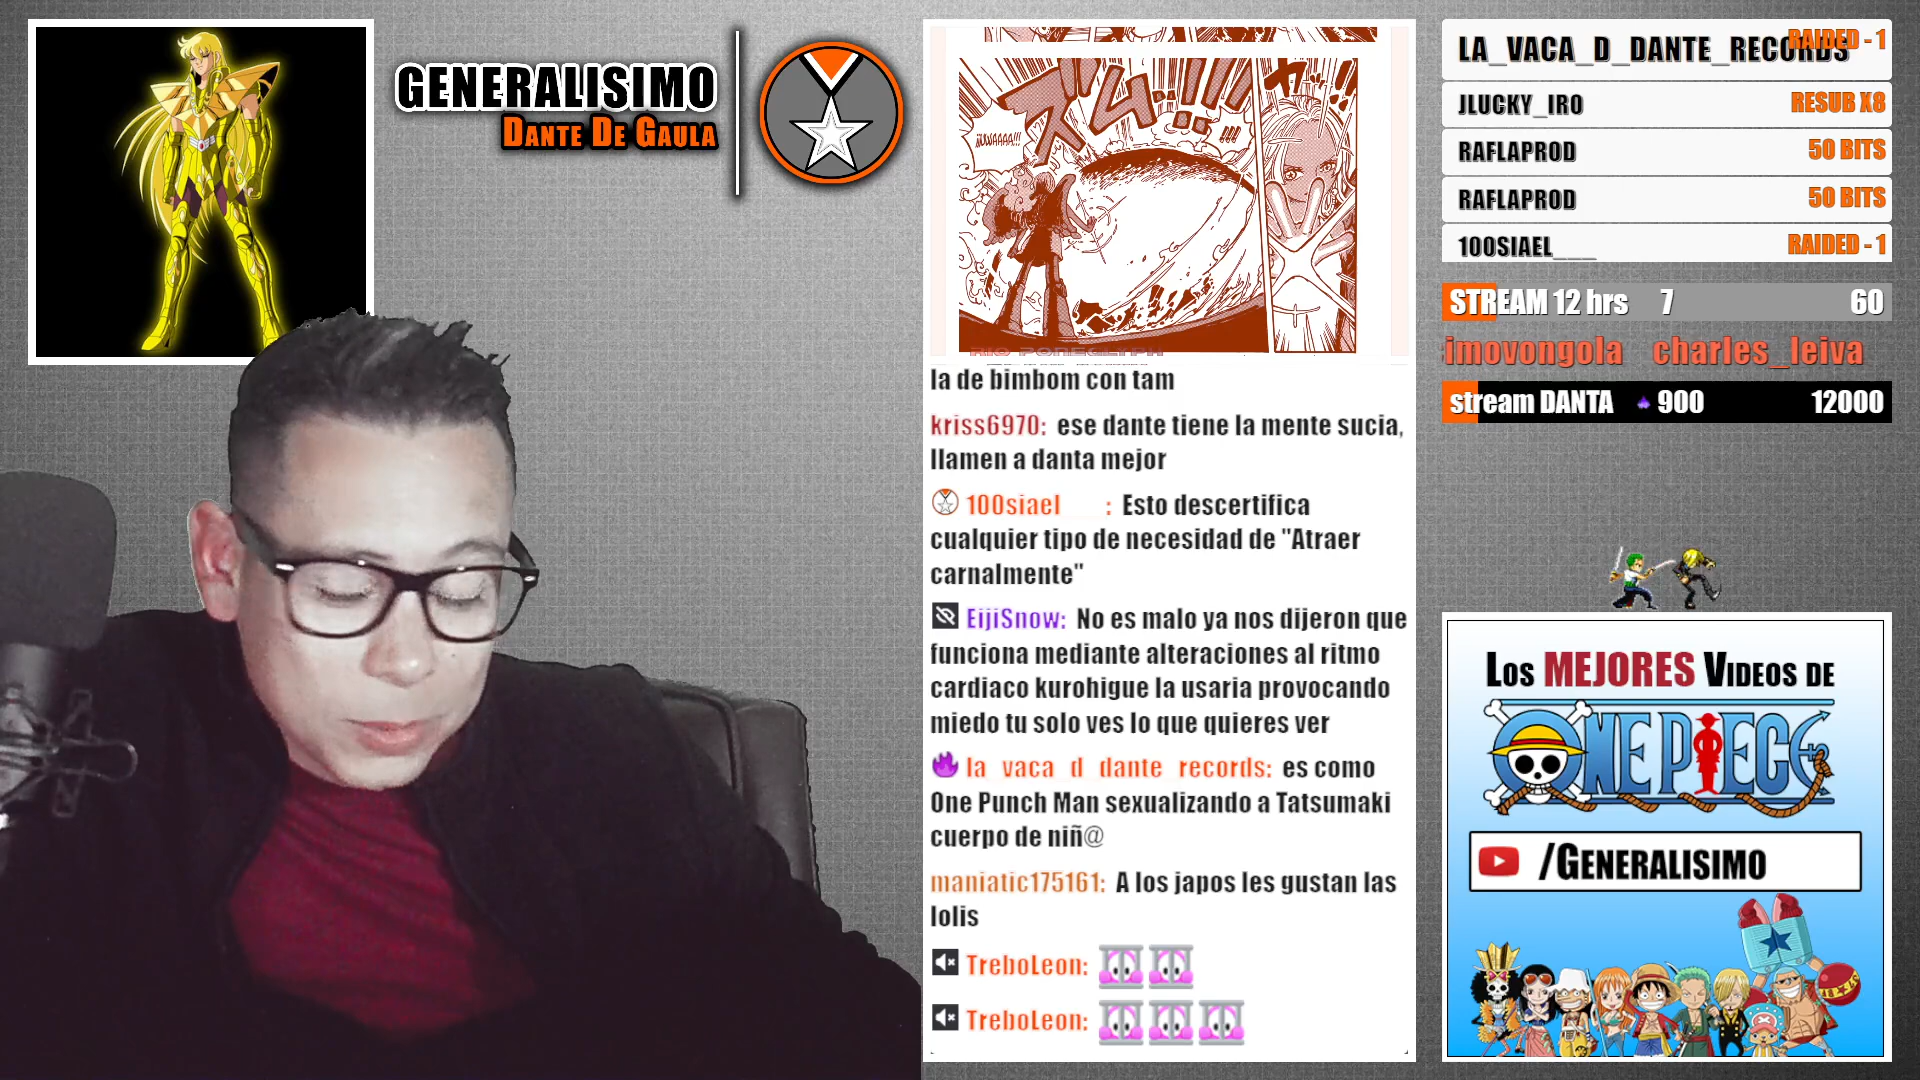 GENERALISIMO
DANTE DE GAULA
la de bimbom con tam
kriss6970: ese dante tiene la mente sucia,
llamen a danta mejor
100siael : Esto descertifica
cualquier tipo de necesidad de "Atraer
carnalmente"
EijiSnow: No es malo ya nos dijeron que
funciona mediante alteraciones al ritmo
cardiaco kurohigue la usaria provocando
miedo tu solo ves lo que quieres ver
la_vaca_d_dante_records: es como
One Punch Man sexualizando a Tatsumaki
cuerpo de niñ@
maniatic175161: A los japos les gustan las
lolis
TreboLeon:
TreboLeon:
LA_VACA_D_DANTE_RECORDS RAIDED - 1
JLUCKY_IRO RESUB X8
RAFLAPROD 50 BITS
RAFLAPROD 50 BITS
100SIAEL___ RAIDED - 1
STREAM 12 hrs 7 60
imovongola charles_leiva
stream DANTA 900 12000
LOS MEJORES VIDEOS DE
ONE PIECE
/GENERALISIMO